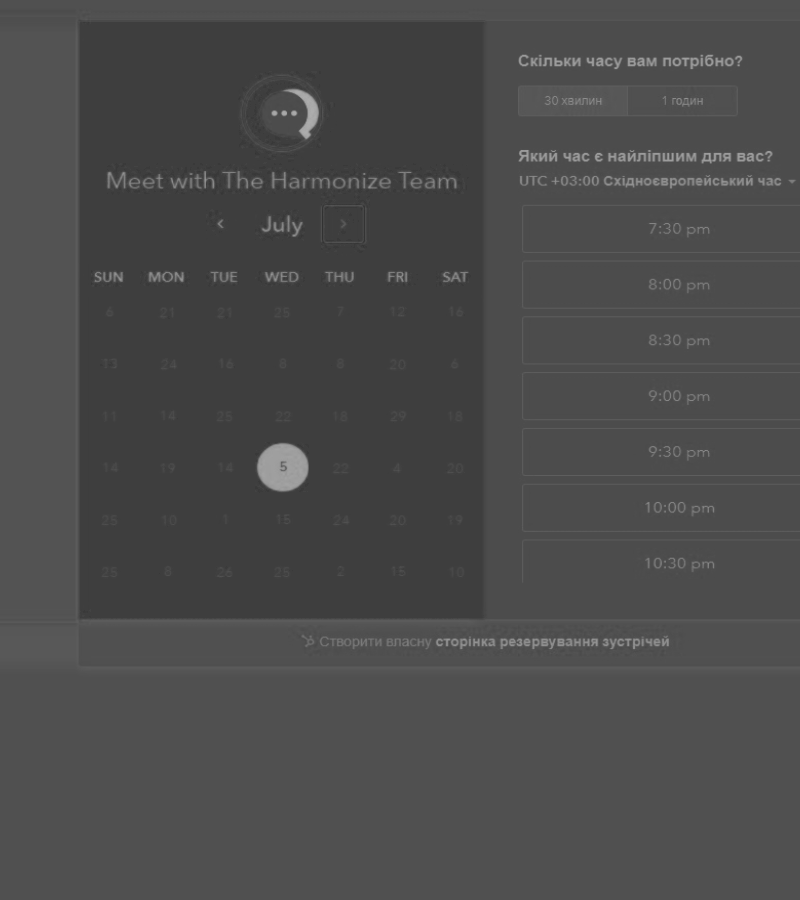 Meet with The Harmonize Team
July
SUN MON TUE WED THU FRI SAT
6 21 21 25 7 12 16
13 24 16 8 8 20 6
11 14 25 22 18 29 18
14 19 14 5 22 4 20
25 10 1 15 24 20 19
25 8 26 25 2 15 10
Скільки часу вам потрібно?
30 хвилин 1 годин
Який час є найліпшим для вас?
UTC +03:00 Східноєвропейський час
7:30 pm
8:00 pm
8:30 pm
9:00 pm
9:30 pm
10:00 pm
10:30 pm
Створити власну сторінка резервування зустрічей